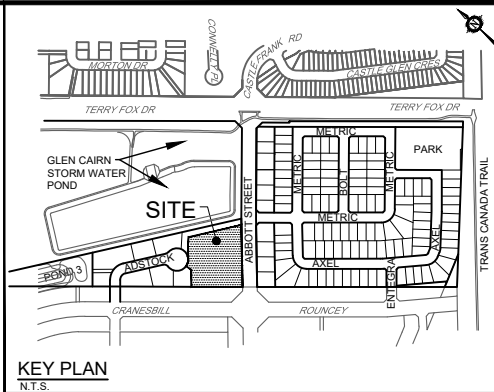 CONNELLY PL
CASTLE FRANK RD
MORTON DR
CASTLE GLEN CRES
TERRY FOX DR
TERRY FOX DR
METRIC
PARK
GLEN CAIRN
STORM WATER
POND
METRIC
BOLT
METRIC
SITE
ABBOTT STREET
METRIC
AXEL
TRANS CANADA TRAIL
POND 3
ADSTOCK
AXEL
ENTEGRA
CRANESBILL
ROUNCEY
KEY PLAN
N.T.S.